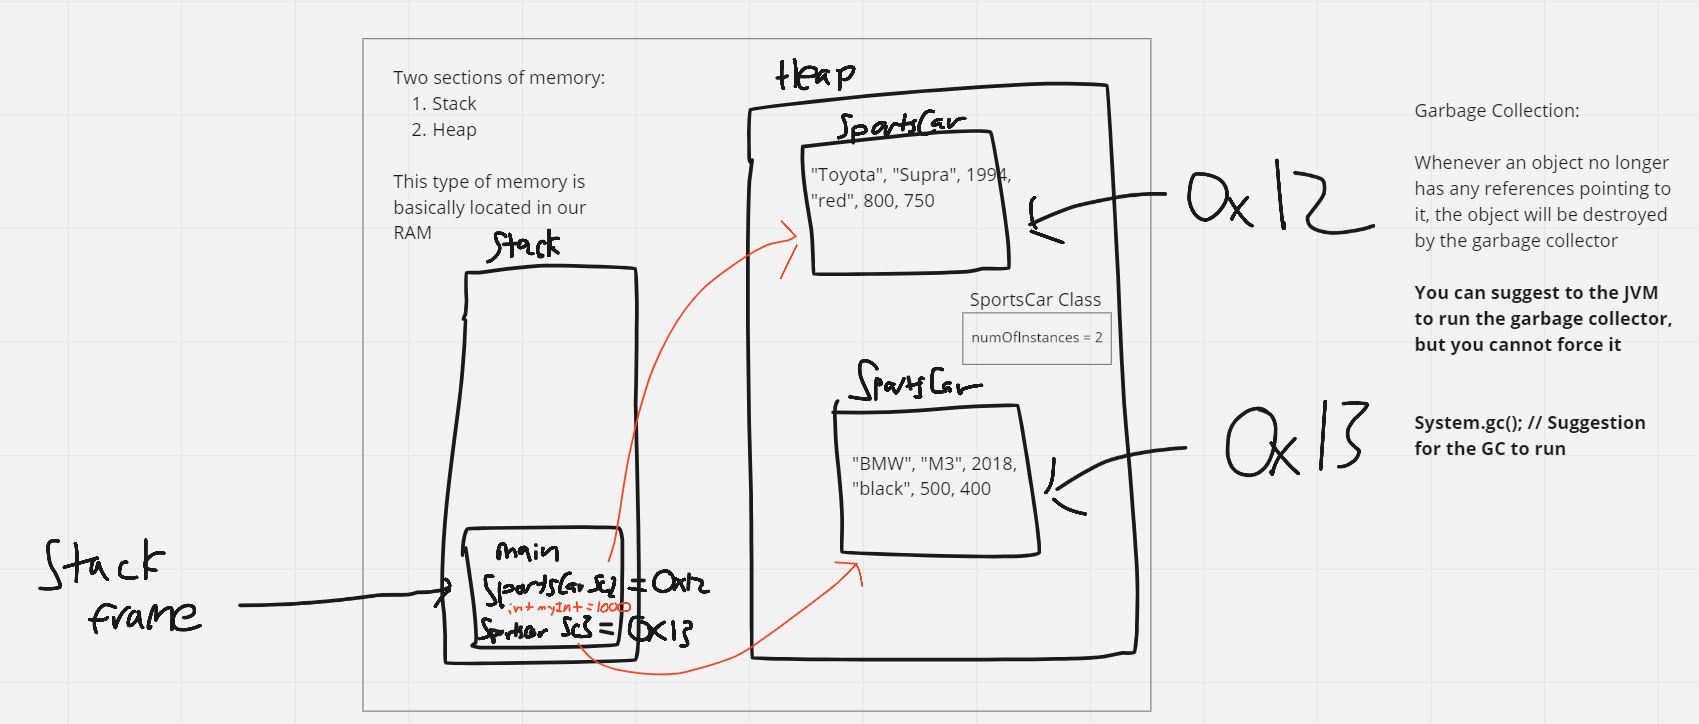 Two sections of memory:
1. Stack
2. Heap
This type of memory is
basically located in our
RAM
Stack
Stack
frame
main
SportsCar sc1 = 0x12
int myInt = 1000
Sportscar sc3 = 0x13
Heap
SportsCar
"Toyota", "Supra", 1994,
"red", 800, 750
0x12
SportsCar Class
numOfInstances = 2
SportsCar
"BMW", "M3", 2018,
"black", 500, 400
0x13
Garbage Collection:
Whenever an object no longer
has any references pointing to
it, the object will be destroyed
by the garbage collector
You can suggest to the JVM
to run the garbage collector,
but you cannot force it
System.gc(); // Suggestion
for the GC to run